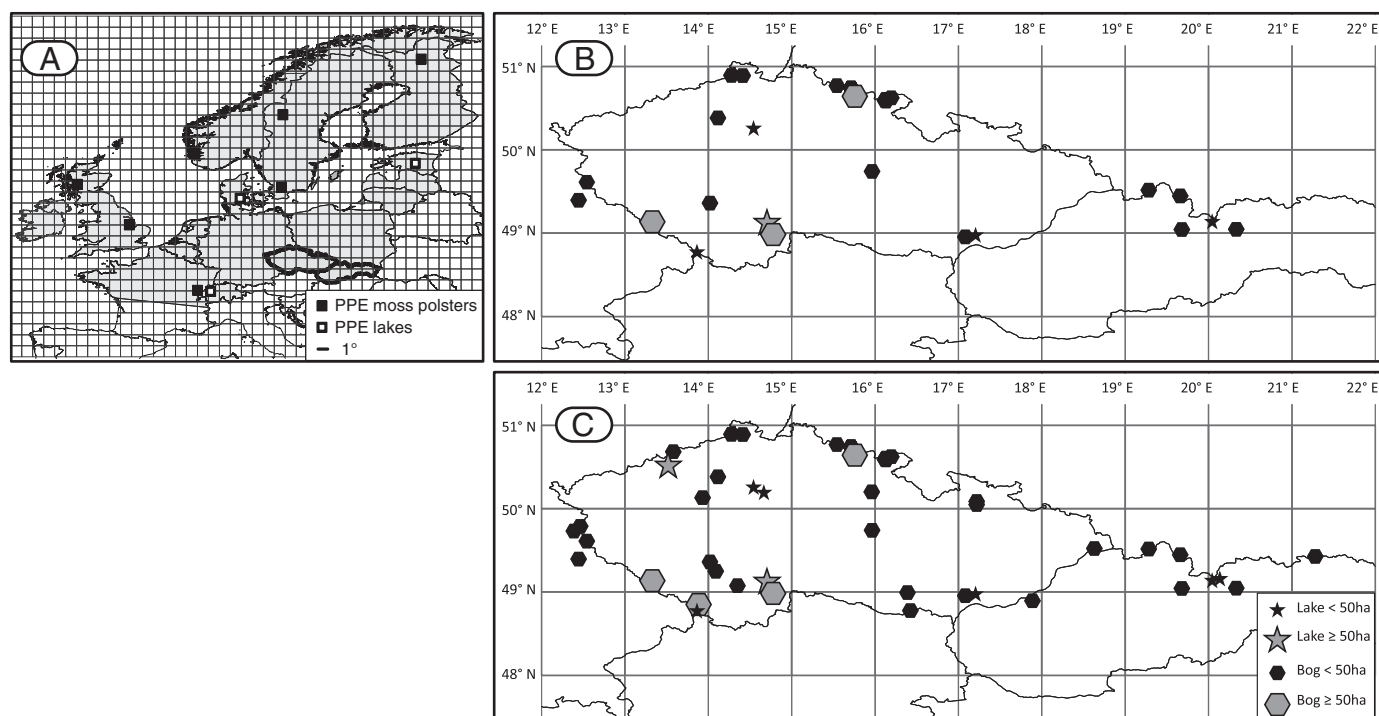 A
■ PPE moss polsters
PPE lakes
1°
12° E 13° E 14° E 15° E 16° E 17° E 18° E 19° E 20° E 21° E 22° E
B
51° N
50° N
49° N
48° N
12° E 13° E 14° E 15° E 16° E 17° E 18° E 19° E 20° E 21° E 22° E
C
51° N
50° N
49° N
48° N
Lake < 50ha
Lake ≥ 50ha
Bog < 50ha
Bog ≥ 50ha